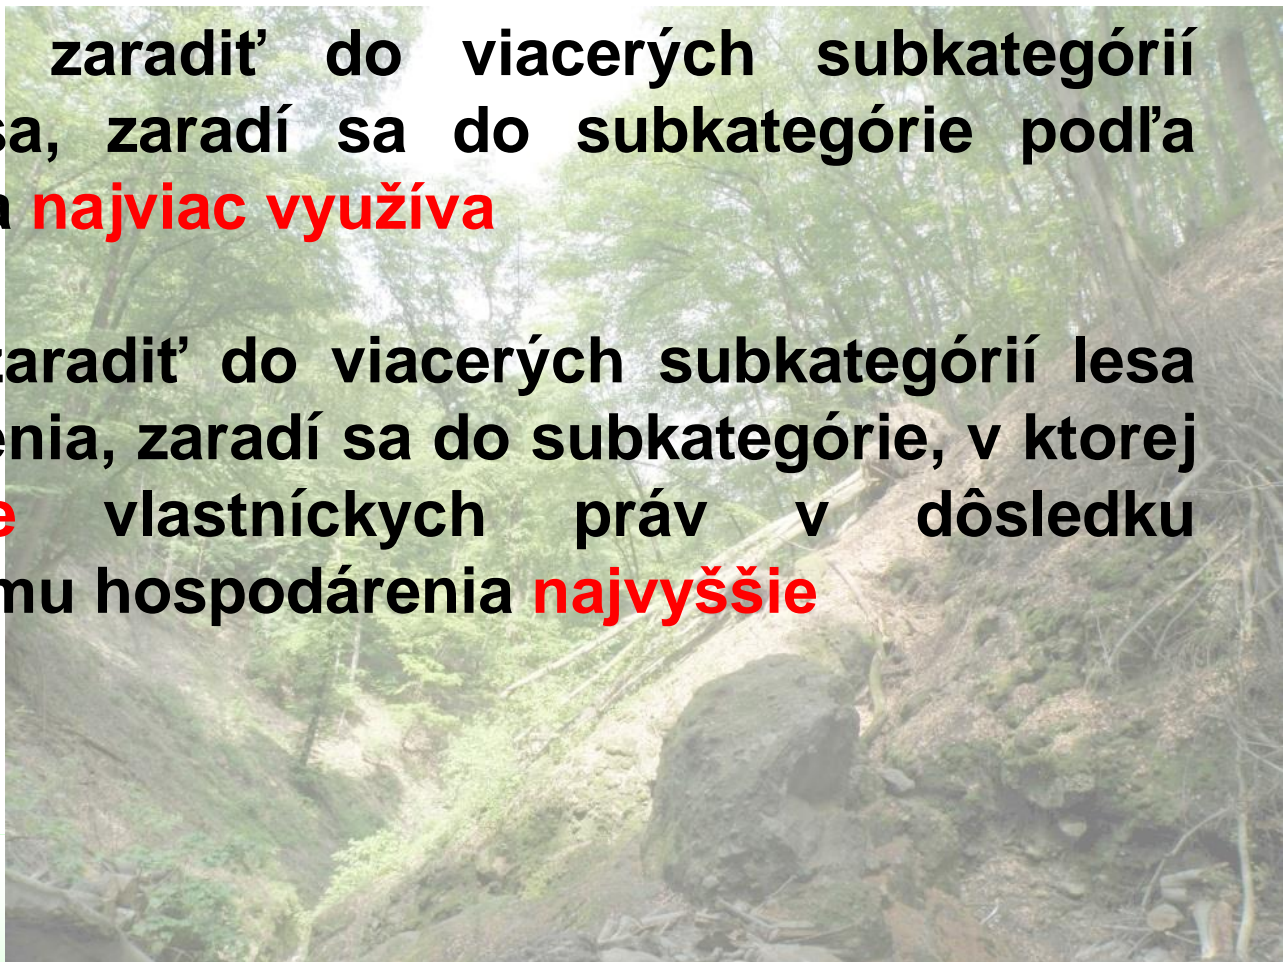 zaradiť do viacerých subkategórií
sa, zaradí sa do subkategórie podľa
a najviac využíva
zaradiť do viacerých subkategórií lesa
enia, zaradí sa do subkategórie, v ktorej
e vlastníckych práv v dôsledku
mu hospodárenia najvyššie